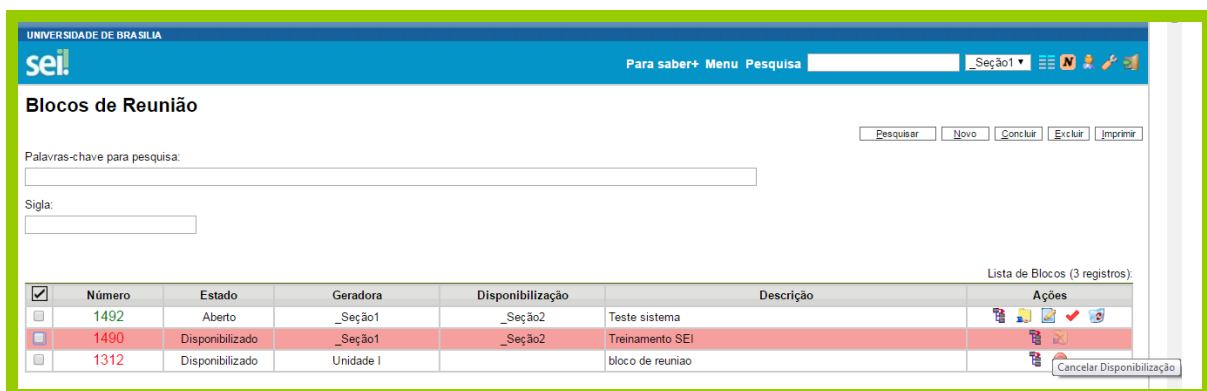 UNIVERSIDADE DE BRASILIA
sei! Para saber+ Menu Pesquisa _Seção1 N
Blocos de Reunião
Pesquisar Novo Concluir Excluir Imprimir
Palavras-chave para pesquisa:
Sigla:
Lista de Blocos (3 registros):
Número Estado Geradora Disponibilização Descrição Ações
1492 Aberto _Seção1 _Seção2 Teste sistema
1490 Disponibilizado _Seção1 _Seção2 Treinamento SEI
1312 Disponibilizado Unidade I bloco de reuniao
Cancelar Disponibilização